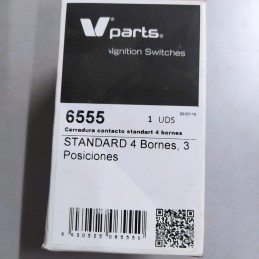 Vparts.
Ignition Switches
6555
1 UDS
Cerradura contacto standart 4 bornes
STANDARD 4 Bornes, 3
Posiciones